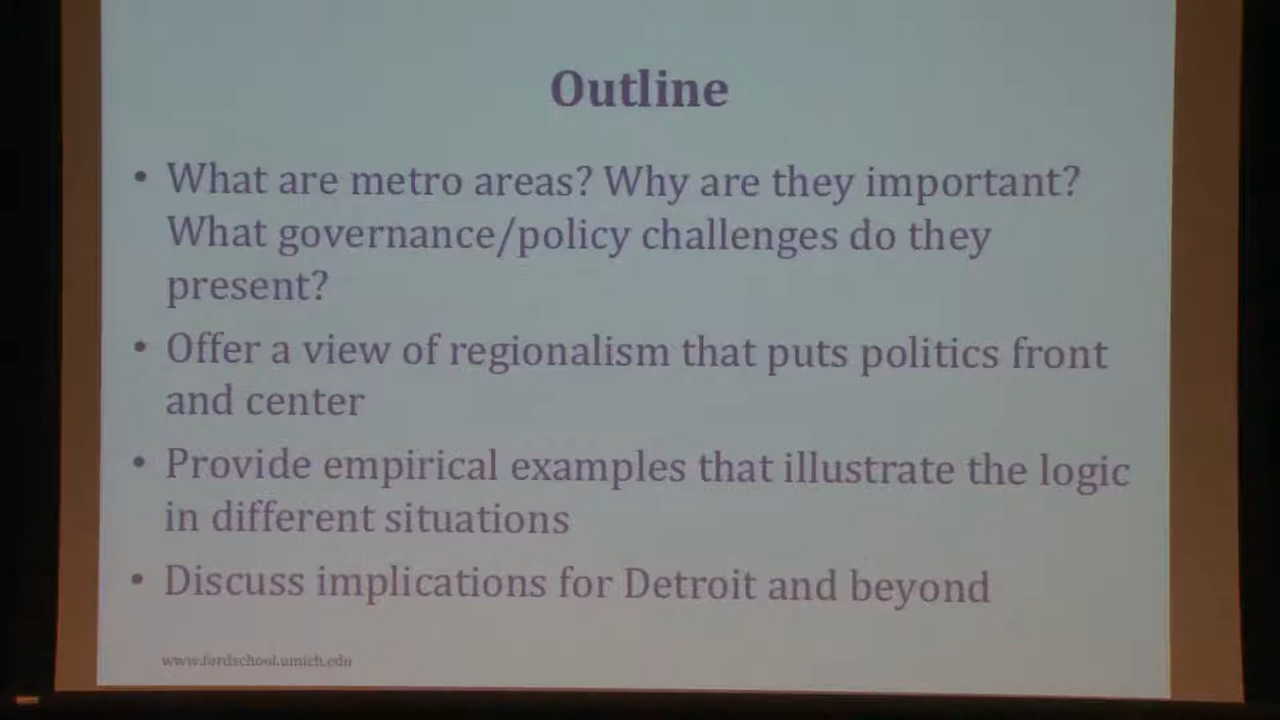 Outline
• What are metro areas? Why are they important?
What governance/policy challenges do they
present?
• Offer a view of regionalism that puts politics front
and center
• Provide empirical examples that illustrate the logic
in different situations
• Discuss implications for Detroit and beyond
www.fordschool.umich.edu